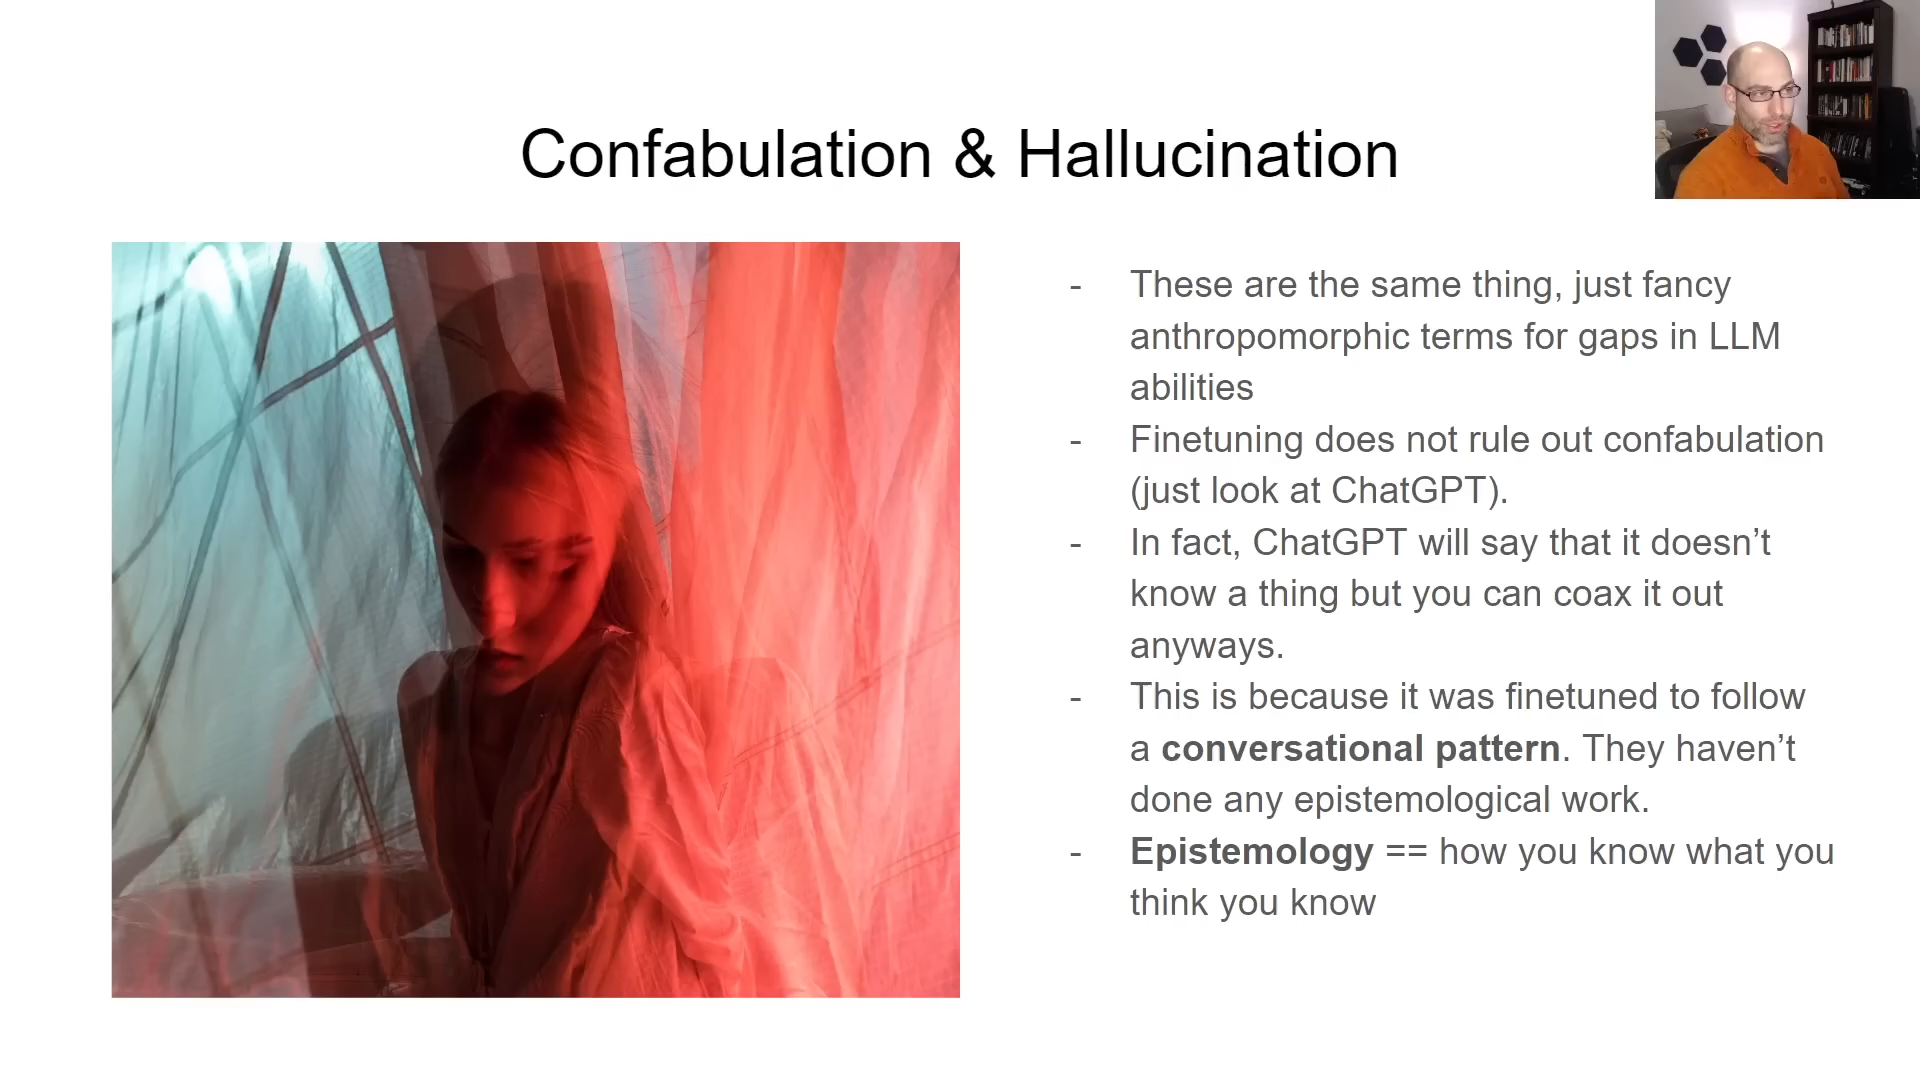 Confabulation & Hallucination
- These are the same thing, just fancy
anthropomorphic terms for gaps in LLM
abilities
- Finetuning does not rule out confabulation
(just look at ChatGPT).
- In fact, ChatGPT will say that it doesn’t
know a thing but you can coax it out
anyways.
- This is because it was finetuned to follow
a conversational pattern. They haven’t
done any epistemological work.
- Epistemology == how you know what you
think you know